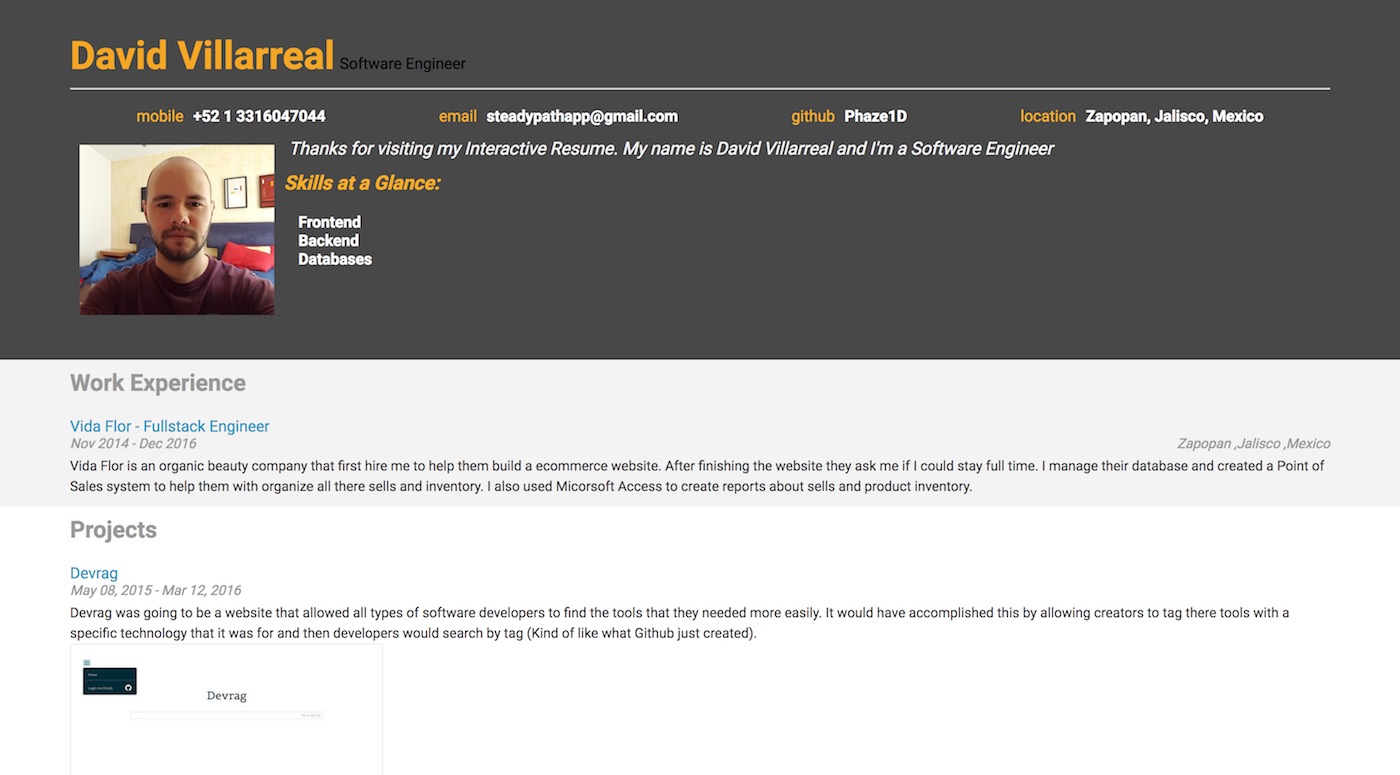 David Villarreal Software Engineer
mobile +52 1 3316047044 email steadypathapp@gmail.com github Phaze1D location Zapopan, Jalisco, Mexico
Thanks for visiting my Interactive Resume. My name is David Villarreal and I'm a Software Engineer
Skills at a Glance:
Frontend
Backend
Databases
Work Experience
Vida Flor - Fullstack Engineer
Nov 2014 - Dec 2016 Zapopan ,Jalisco ,Mexico
Vida Flor is an organic beauty company that first hire me to help them build a ecommerce website. After finishing the website they ask me if I could stay full time. I manage their database and created a Point of
Sales system to help them with organize all there sells and inventory. I also used Micorsoft Access to create reports about sells and product inventory.
Projects
Devrag
May 08, 2015 - Mar 12, 2016
Devrag was going to be a website that allowed all types of software developers to find the tools that they needed more easily. It would have accomplished this by allowing creators to tag there tools with a
specific technology that it was for and then developers would search by tag (Kind of like what Github just created).
Home
Login via Github
Devrag